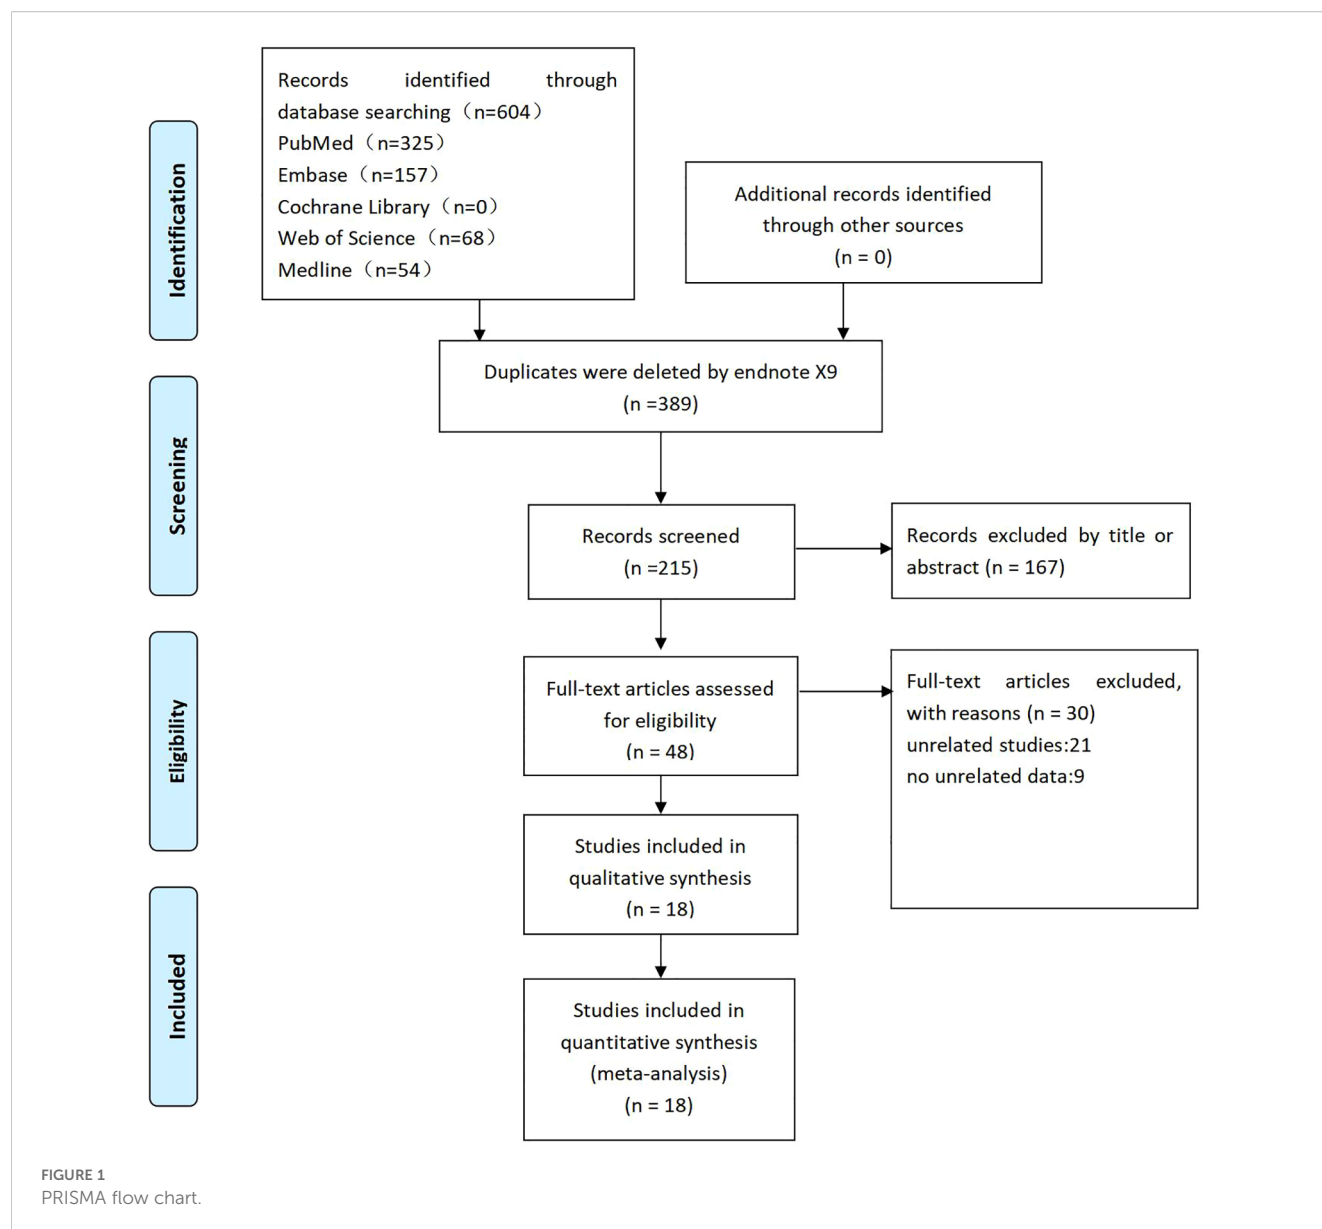 Records identified through
database searching（n=604）
PubMed（n=325）
Embase（n=157）
Cochrane Library（n=0）
Web of Science（n=68）
Medline（n=54）
Additional records identified
through other sources
(n = 0)
Identification
Duplicates were deleted by endnote X9
(n =389)
Screening
Records screened
(n =215)
Records excluded by title or
abstract (n = 167)
Eligibility
Full-text articles assessed
for eligibility
(n = 48)
Full-text articles excluded,
with reasons (n = 30)
unrelated studies:21
no unrelated data:9
Studies included in
qualitative synthesis
(n = 18)
Included
Studies included in
quantitative synthesis
(meta-analysis)
(n = 18)
FIGURE 1
PRISMA flow chart.